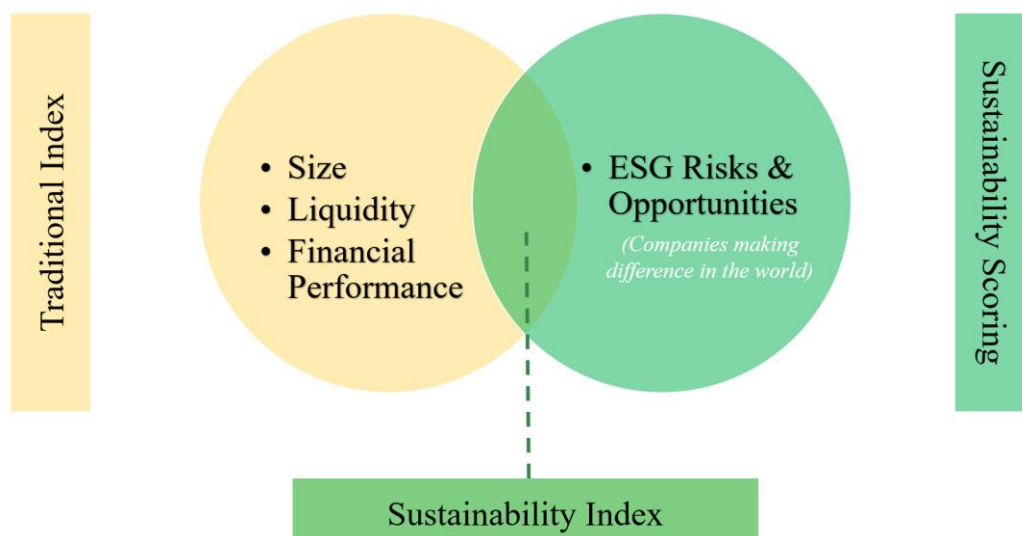 Traditional Index
• Size
• Liquidity
• Financial
Performance
• ESG Risks &
Opportunities
(Companies making
difference in the world)
Sustainability Scoring
Sustainability Index